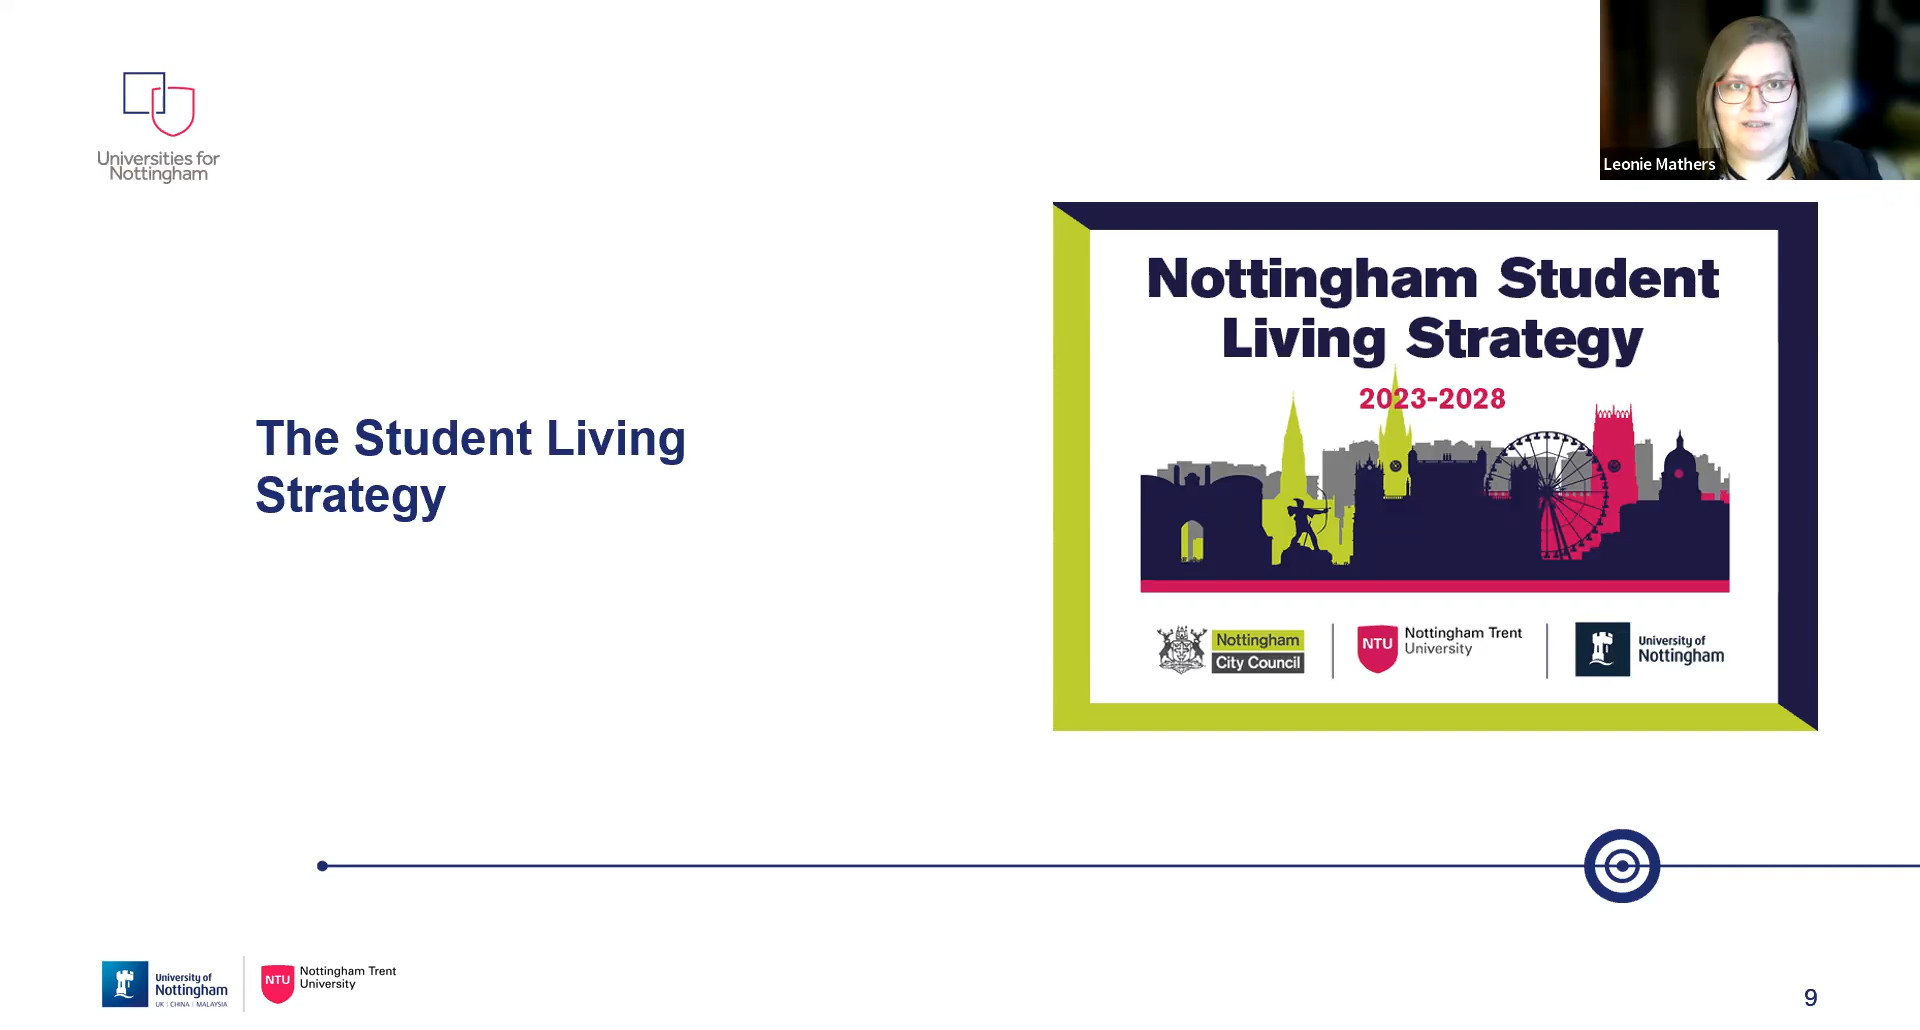 Universities for
Nottingham
Leonie Mathers
The Student Living
Strategy
Nottingham Student
Living Strategy
2023-2028
Nottingham
City Council
NTU
Nottingham Trent
University
University of
Nottingham
University of
Nottingham
UK | CHINA | MALAYSIA
NTU
Nottingham Trent
University
9